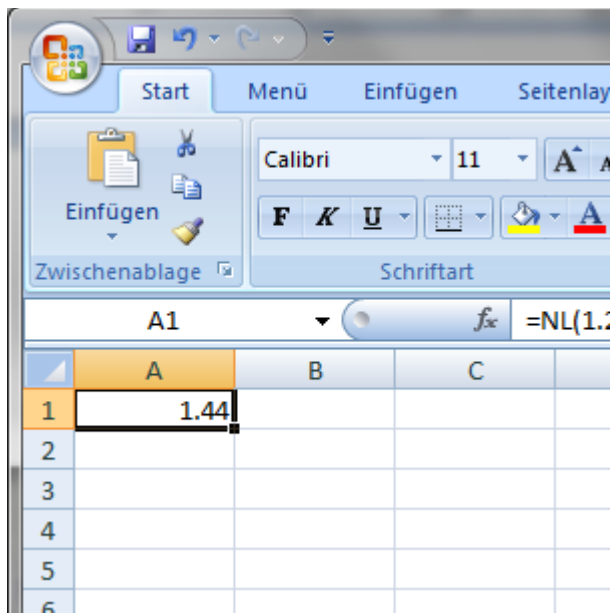 Start Menü Einfügen Seitenlay
Calibri 11 A
Einfügen
F K U A
Zwischenablage Schriftart
A1 fx =NL(1.2
A B C
1 1.44
2
3
4
5
6